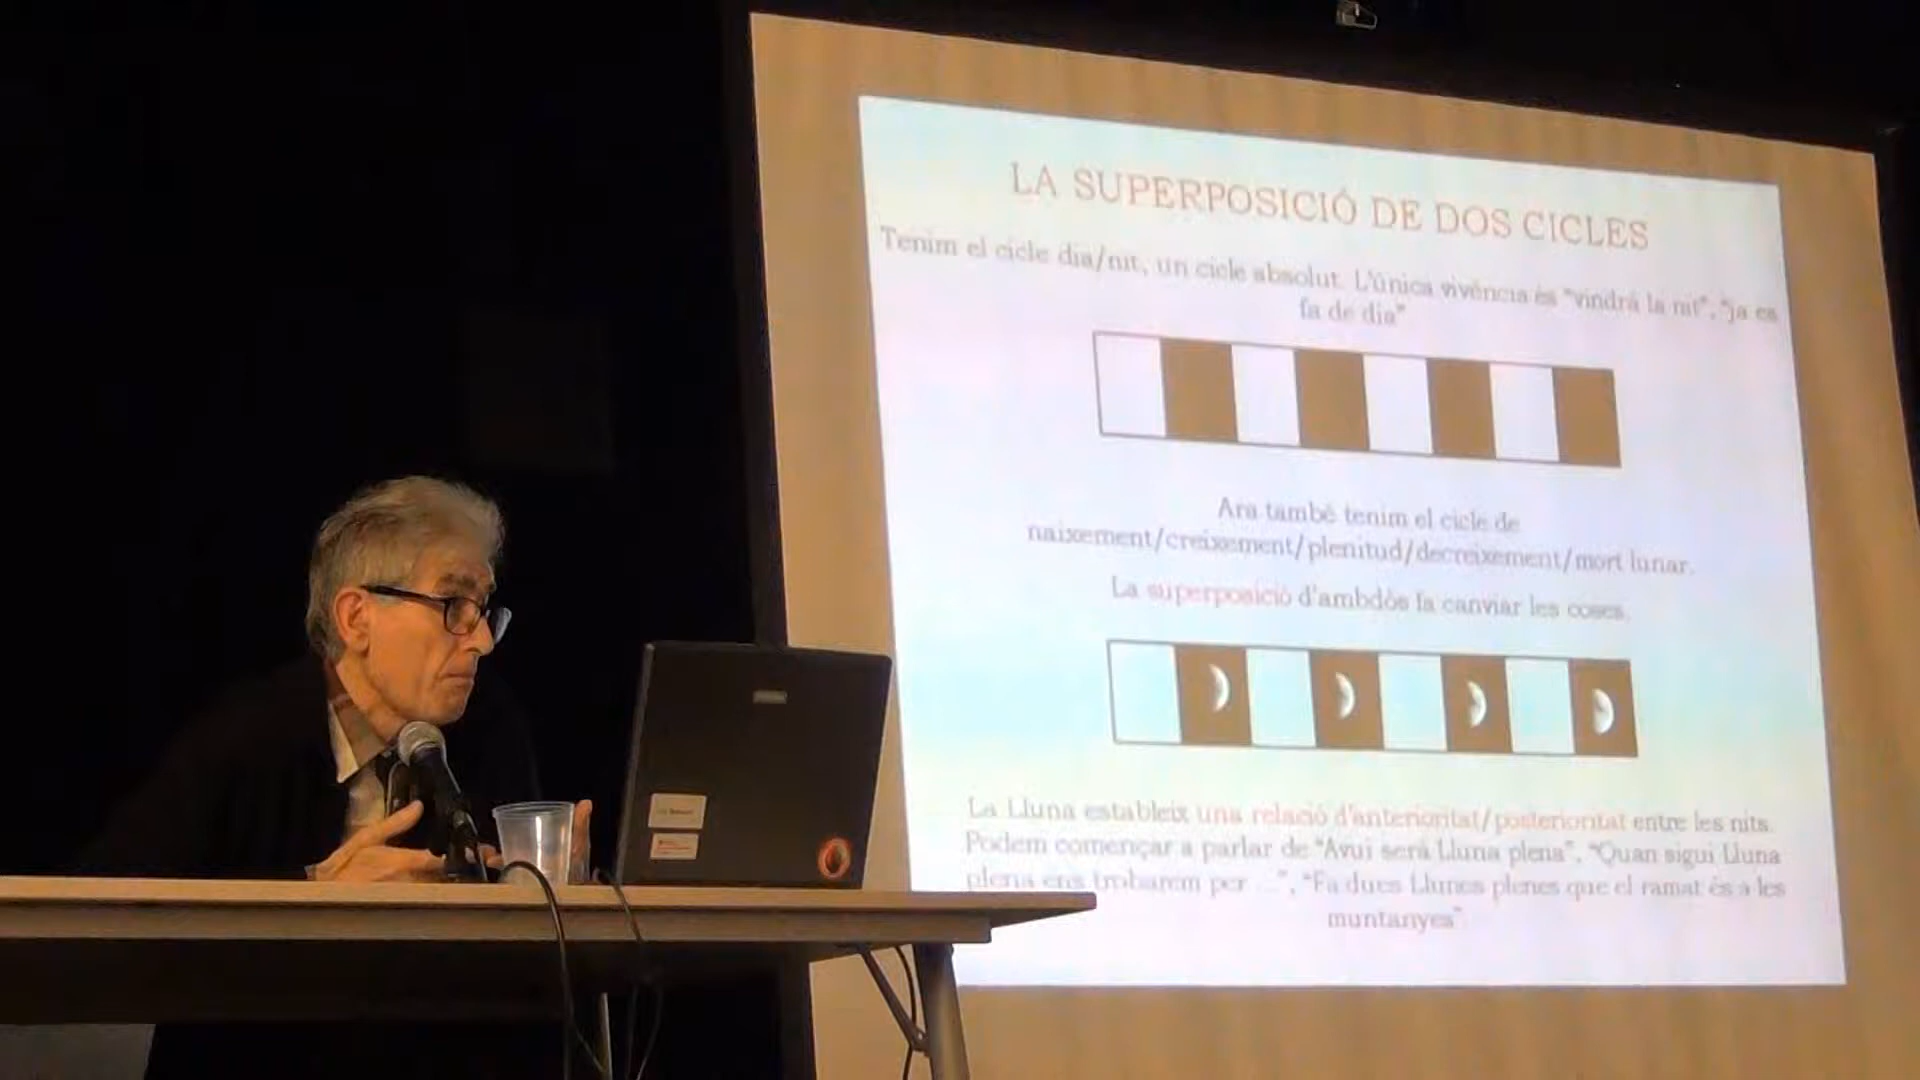 LA SUPERPOSICIÓ DE DOS CICLES
Tenim el cicle dia/nit, un cicle absolut. L'única vivència és "vindrà la nit", "ja es
fa de dia"
Ara també tenim el cicle de
naixement/creixement/plenitud/decreixement/mort lunar.
La superposició d'ambdós fa canviar les coses.
La Lluna estableix una relació d'anterioritat/posterioritat entre les nits.
Podem començar a parlar de "Avui serà Lluna plena", "Quan sigui Lluna
plena ens trobarem per ...", "Fa dues Llunes plenes que el ramat és a les
muntanyes"